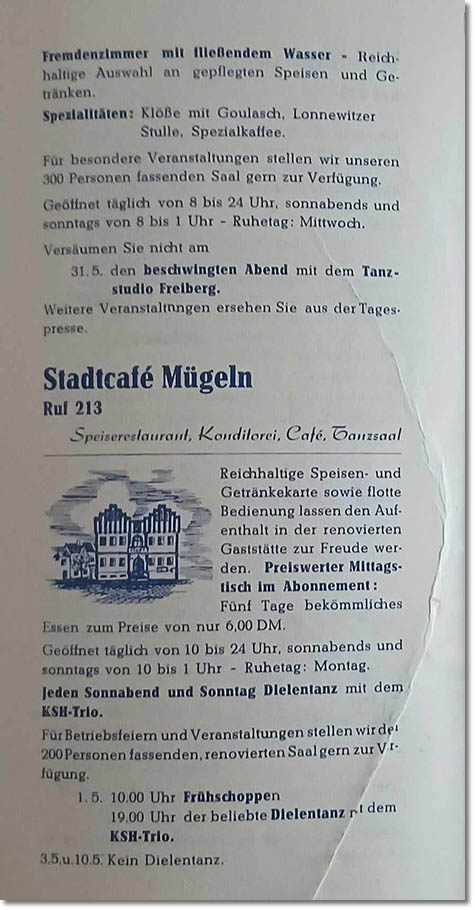 Fremdenzimmer mit fließendem Wasser - Reich-
haltige Auswahl an gepflegten Speisen und Ge-
tränken.
Spezialitäten: Klöße mit Goulasch, Lonnewitzer
Stulle, Spezialkaffee.
Für besondere Veranstaltungen stellen wir unseren
300 Personen fassenden Saal gern zur Verfügung.
Geöffnet täglich von 8 bis 24 Uhr, sonnabends und
sonntags von 8 bis 1 Uhr - Ruhetag: Mittwoch.
Versäumen Sie nicht am
31. 5. den beschwingten Abend mit dem Tanz-
studio Freiberg.
Weitere Veranstaltungen ersehen Sie aus der Tages-
presse.
Stadtcafé Mügeln
Ruf 213
Speiserestaurant, Konditorei, Café, Tanzsaal
Reichhaltige Speisen- und
Getränkekarte sowie flotte
Bedienung lassen den Auf-
enthalt in der renovierten
Gaststätte zur Freude wer-
den. Preiswerter Mittags-
tisch im Abonnement:
Fünf Tage bekömmliches
Essen zum Preise von nur 6,00 DM.
Geöffnet täglich von 10 bis 24 Uhr, sonnabends und
sonntags von 10 bis 1 Uhr - Ruhetag: Montag.
Jeden Sonnabend und Sonntag Dielentanz mit dem
KSH-Trio.
Für Betriebsfeiern und Veranstaltungen stellen wir der
200 Personen fassenden, renovierten Saal gern zur Ver-
fügung.
1. 5. 10.00 Uhr Frühschoppen
19.00 Uhr der beliebte Dielentanz mit dem
KSH-Trio.
3.5. u. 10.5. Kein Dielentanz.